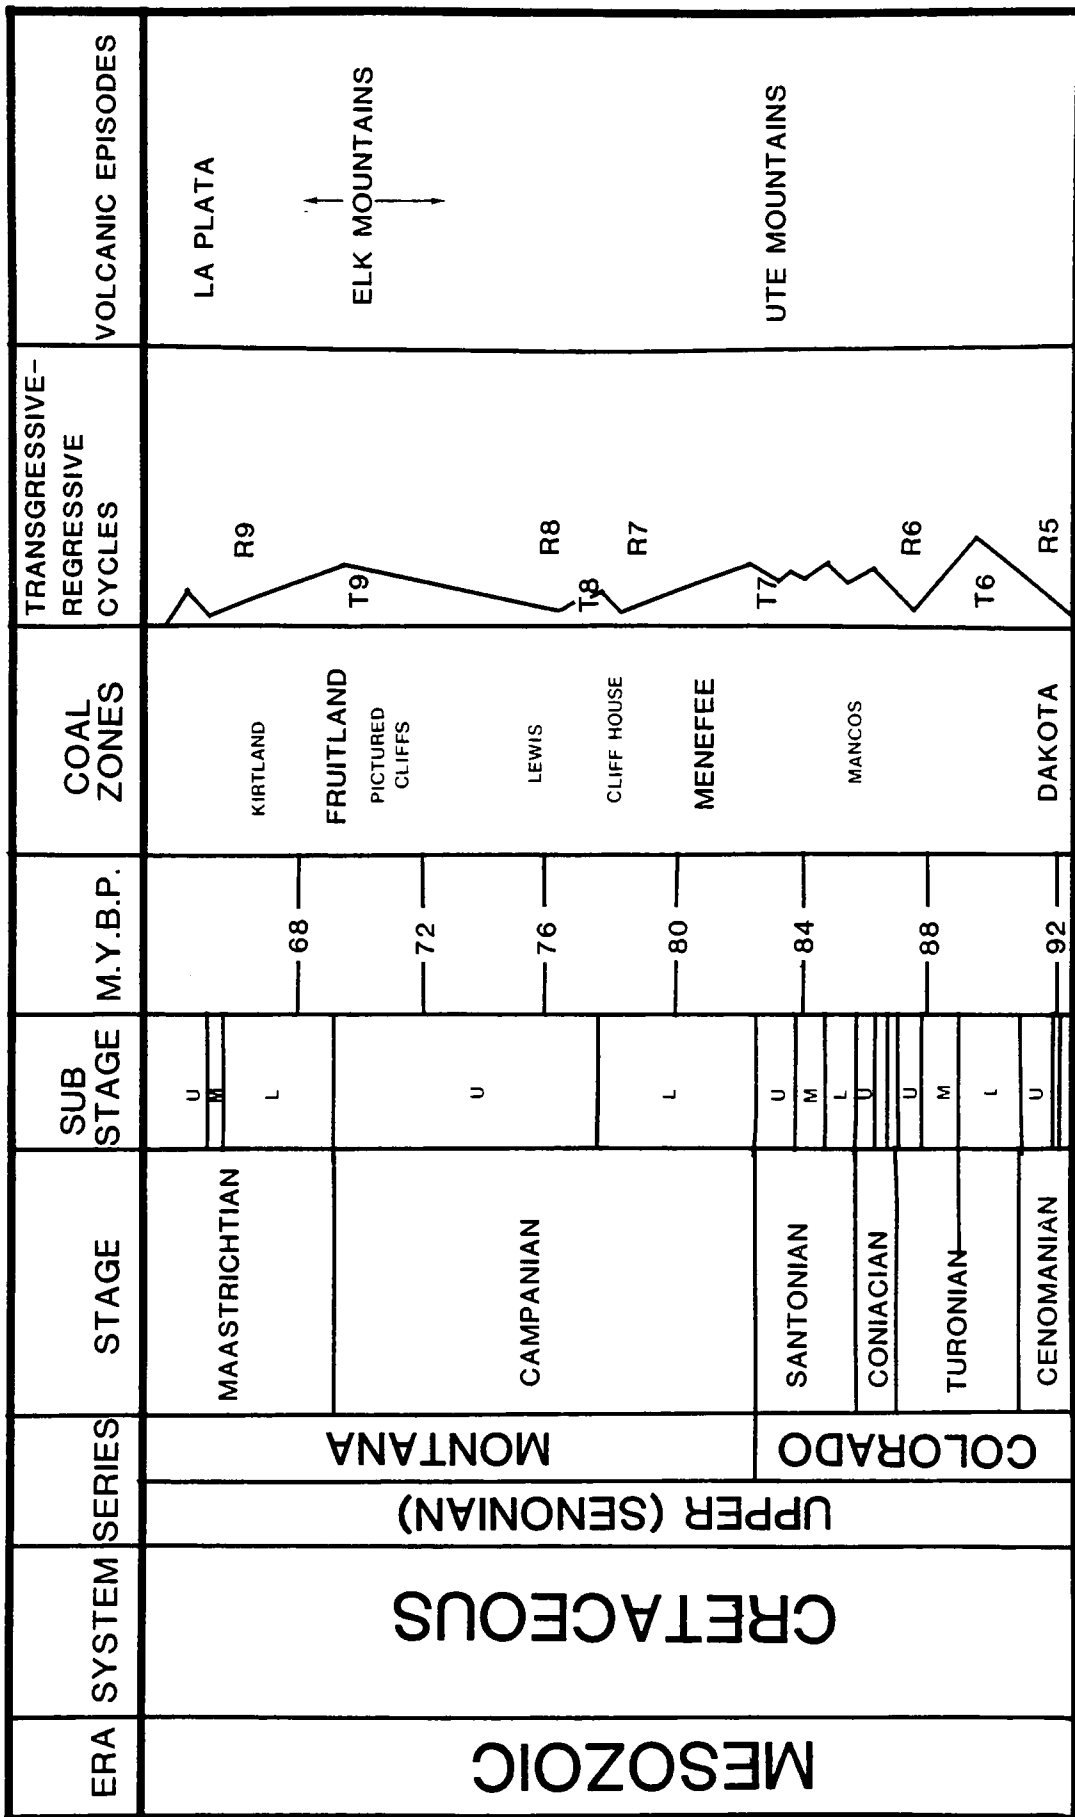 ERA
SYSTEM
SERIES
STAGE
SUB
STAGE
M.Y.B.P.
COAL
ZONES
TRANSGRESSIVE-
REGRESSIVE
CYCLES
VOLCANIC EPISODES
MESOZOIC
CRETACEOUS
UPPER (SENONIAN)
MONTANA
COLORADO
MAASTRICHTIAN
CAMPANIAN
SANTONIAN
CONIACIAN
TURONIAN
CENOMANIAN
U
M
L
U
L
U
M
L
U
U
M
L
U
68
72
76
80
84
88
92
KIRTLAND
FRUITLAND
PICTURED
CLIFFS
LEWIS
CLIFF HOUSE
MENEFEE
MANCOS
DAKOTA
R9
T9
R8
T8
R7
T7
R6
T6
R5
LA PLATA
ELK MOUNTAINS
UTE MOUNTAINS